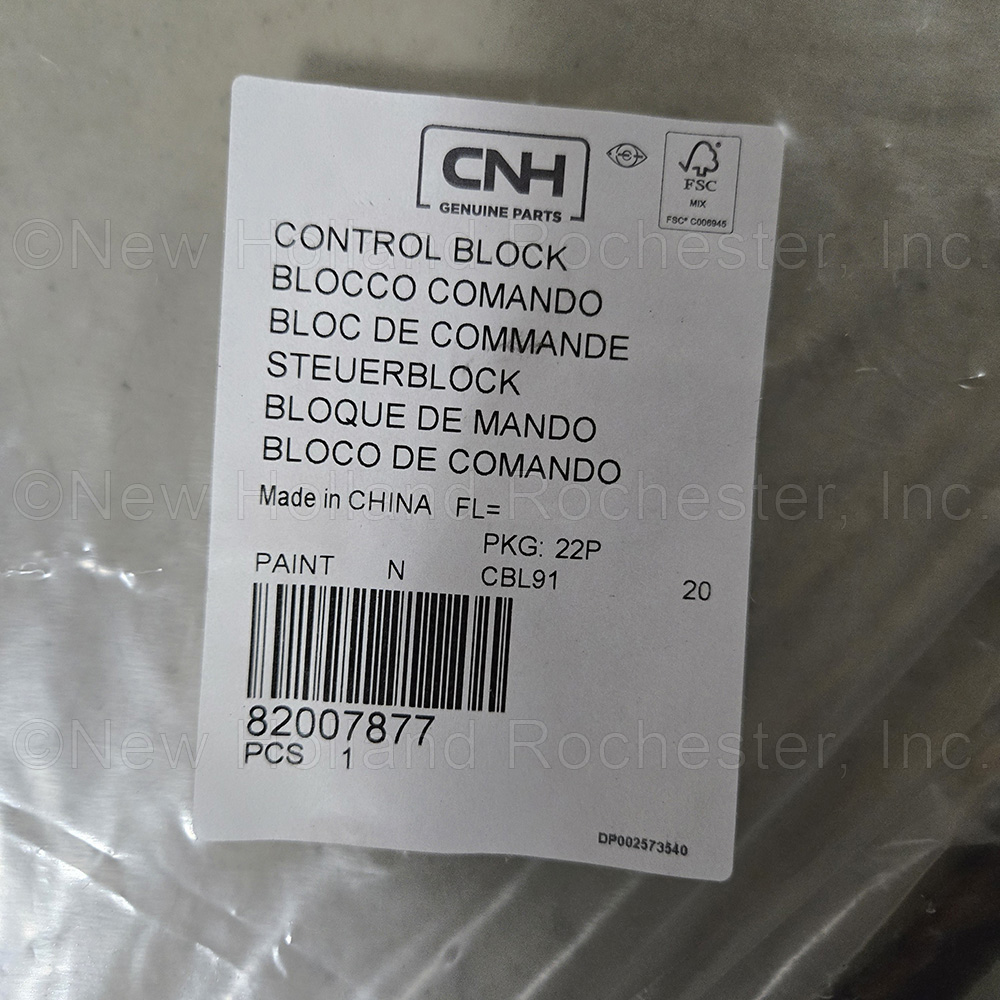 CNH
GENUINE PARTS
e+
FSC
MIX
FSC® C006945
©New Holland Rochester, Inc.
CONTROL BLOCK
BLOCCO COMANDO
BLOC DE COMMANDE
STEUERBLOCK
BLOQUE DE MANDO
BLOCO DE COMANDO
©New Holland Rochester, Inc.
Made in CHINA FL=
PKG: 22P
PAINT N CBL91 20
82007877
©New Holland Rochester, Inc.
PCS 1
DP002573540